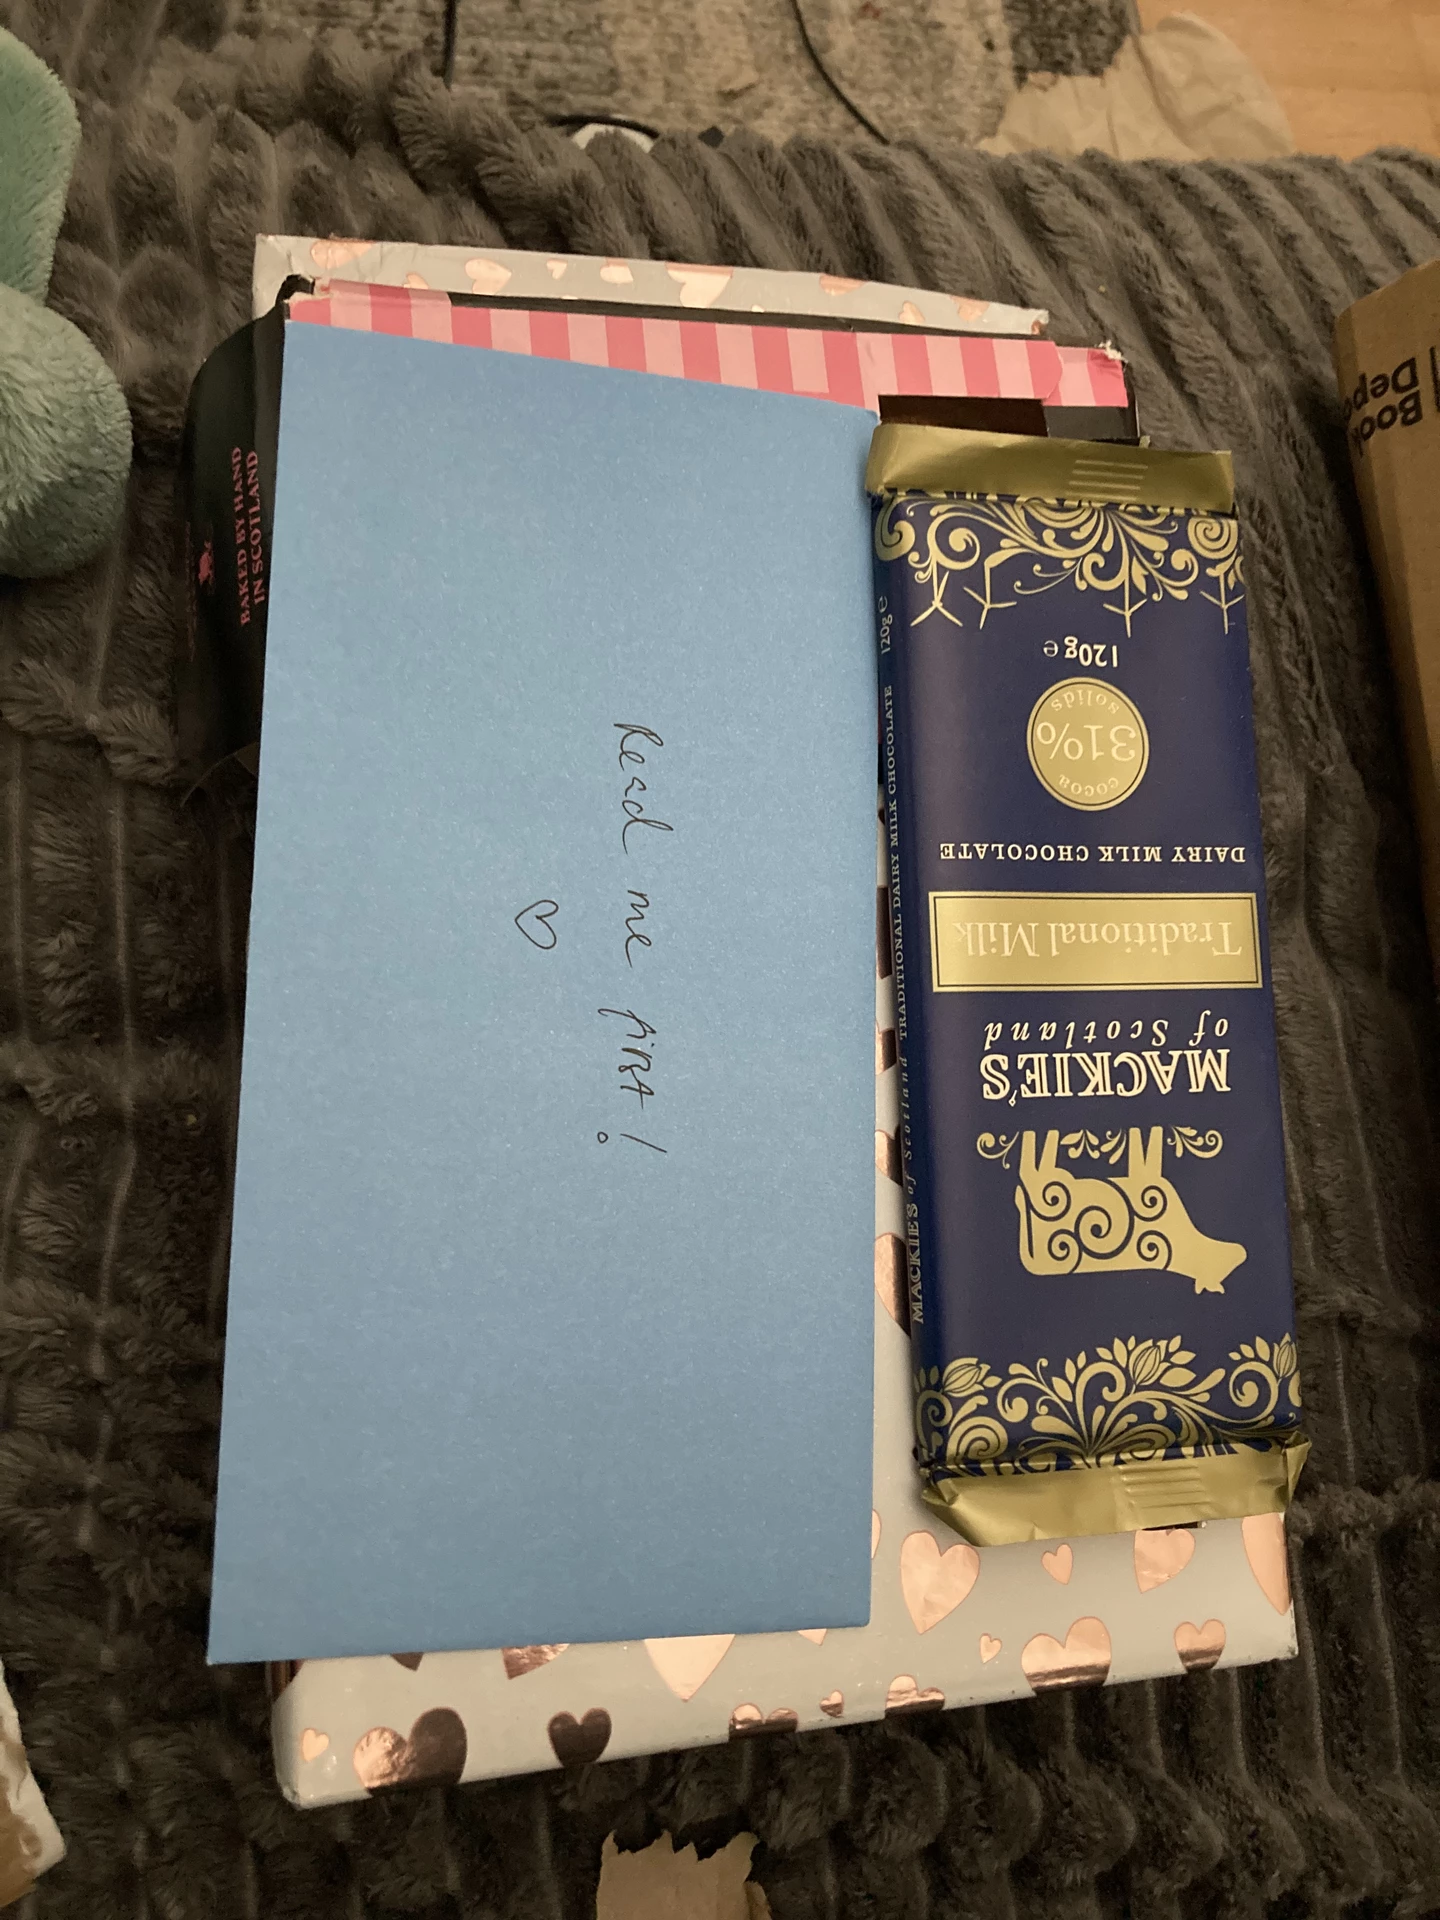 Read me first!
♡
MACKIE'S
of Scotland
Traditional Milk
DAIRY MILK CHOCOLATE
31%
cocoa
solids
120g e
MACKIE'S of Scotland TRADITIONAL DAIRY MILK CHOCOLATE 120g e
BAKED BY HAND
IN SCOTLAND
Book